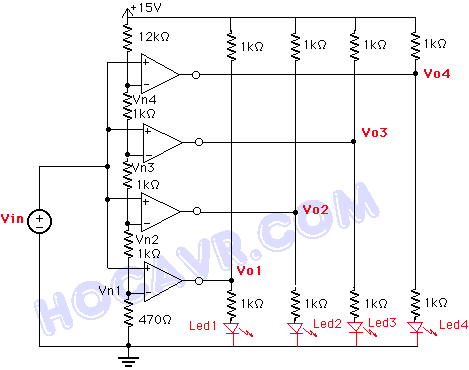 +15V
12kΩ
1kΩ 1kΩ 1kΩ 1kΩ
+
−
Vo4
Vn4
1kΩ
+
−
Vo3
Vn3
1kΩ
+
−
Vo2
Vin
+
−
Vn2
1kΩ
+
−
Vo1
Vn1
470Ω
1kΩ 1kΩ 1kΩ 1kΩ
Led1 Led2 Led3 Led4
HOCAVR.COM